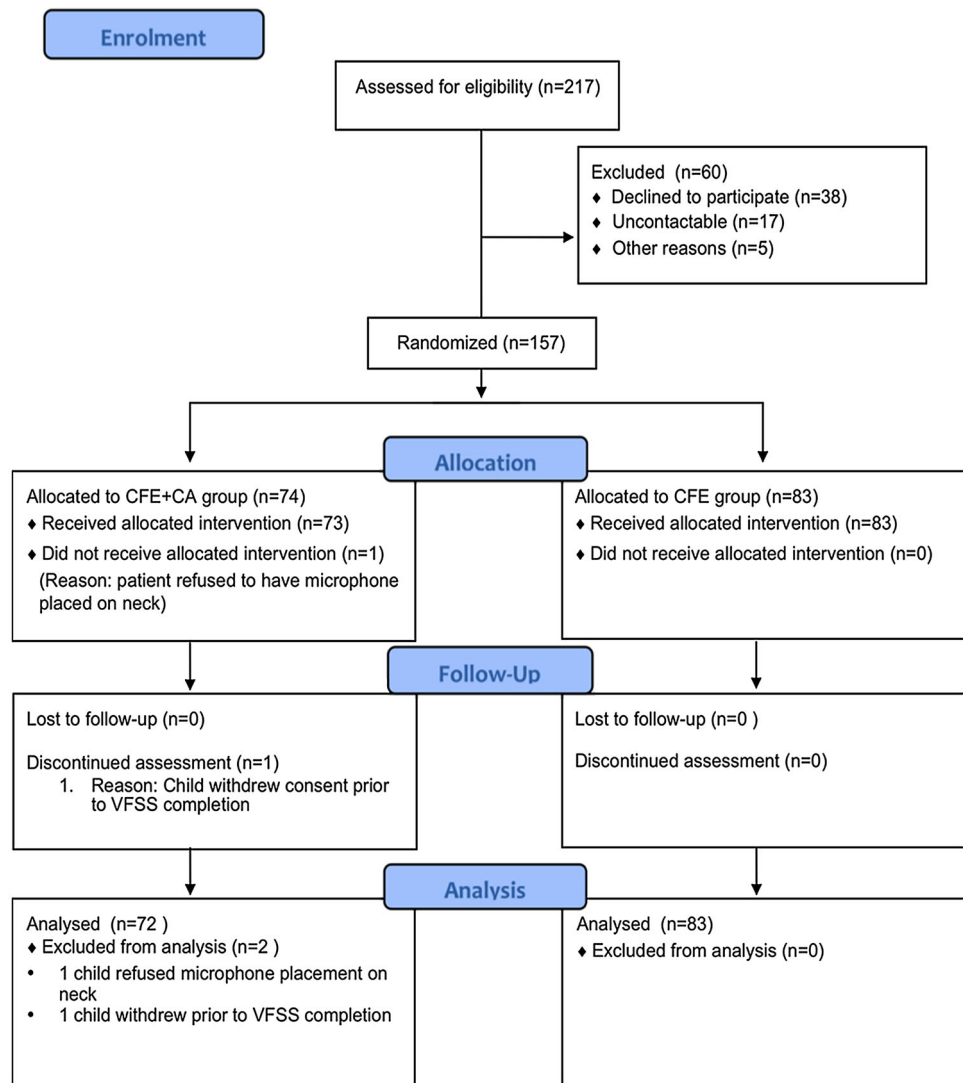 Enrolment
Assessed for eligibility (n=217)
Excluded (n=60)
♦ Declined to participate (n=38)
♦ Uncontactable (n=17)
♦ Other reasons (n=5)
Randomized (n=157)
Allocation
Allocated to CFE+CA group (n=74)
♦ Received allocated intervention (n=73)
♦ Did not receive allocated intervention (n=1)
(Reason: patient refused to have microphone
placed on neck)
Allocated to CFE group (n=83)
♦ Received allocated intervention (n=83)
♦ Did not receive allocated intervention (n=0)
Follow-Up
Lost to follow-up (n=0)
Discontinued assessment (n=1)
1. Reason: Child withdrew consent prior
to VFSS completion
Lost to follow-up (n=0 )
Discontinued assessment (n=0)
Analysis
Analysed (n=72 )
♦ Excluded from analysis (n=2 )
• 1 child refused microphone placement on
neck
• 1 child withdrew prior to VFSS completion
Analysed (n=83)
♦ Excluded from analysis (n=0)